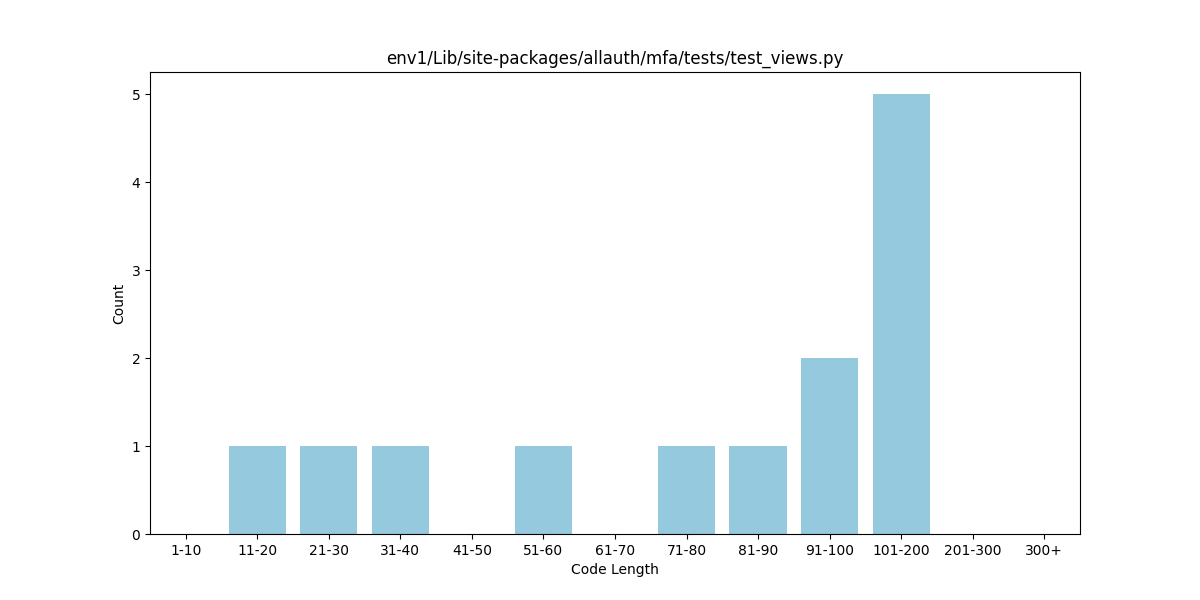 env1/Lib/site-packages/allauth/mfa/tests/test_views.py
5
4
3
2
1
0
Count
1-10 11-20 21-30 31-40 41-50 51-60 61-70 71-80 81-90 91-100 101-200 201-300 300+
Code Length